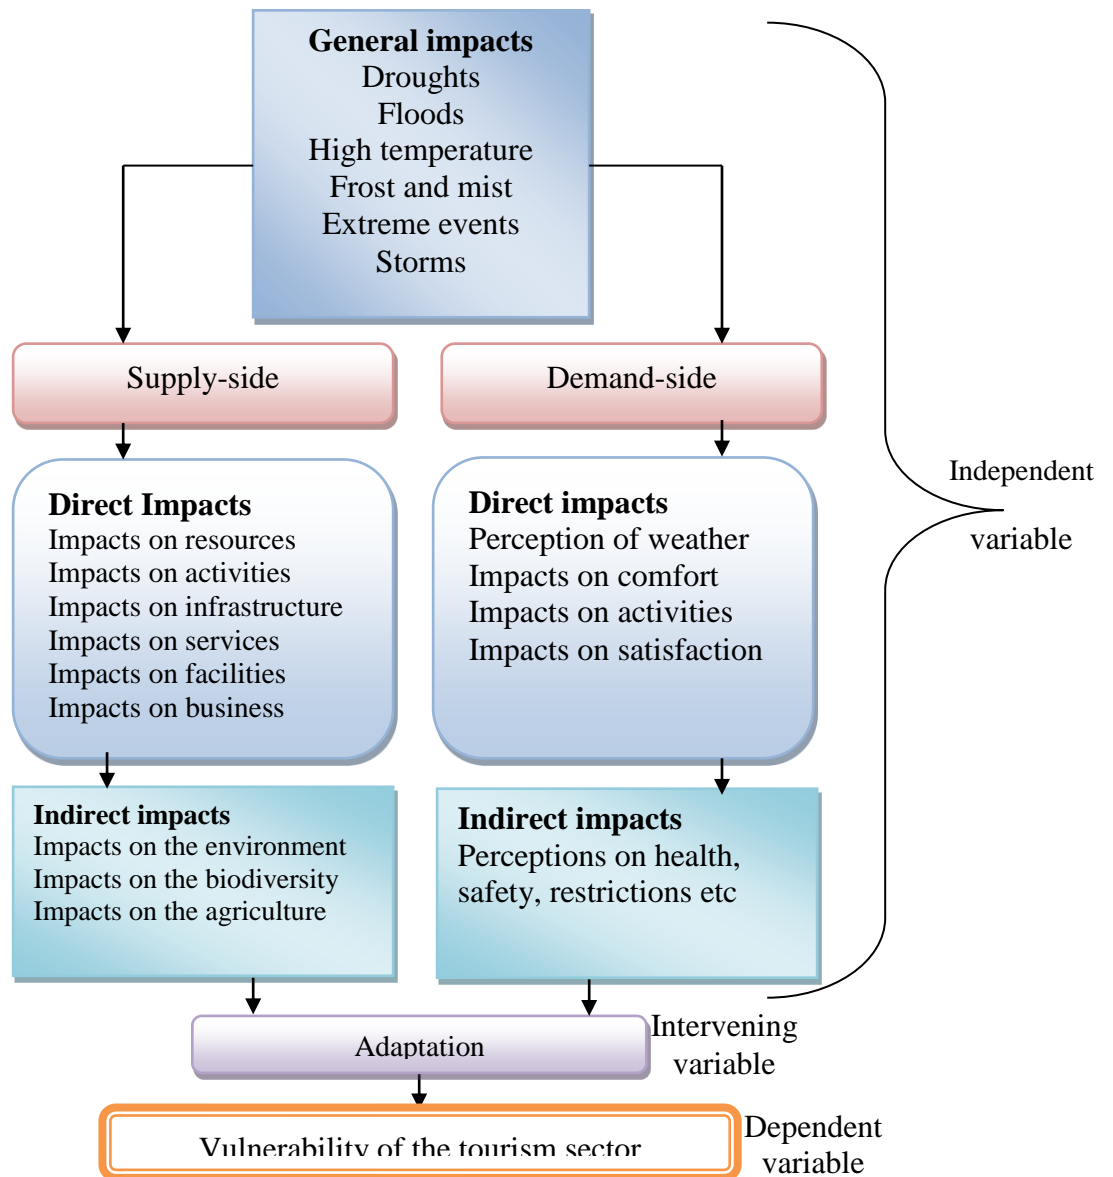 General impacts
Droughts
Floods
High temperature
Frost and mist
Extreme events
Storms
Supply-side
Demand-side
Direct Impacts
Impacts on resources
Impacts on activities
Impacts on infrastructure
Impacts on services
Impacts on facilities
Impacts on business
Direct impacts
Perception of weather
Impacts on comfort
Impacts on activities
Impacts on satisfaction
Independent
variable
Indirect impacts
Impacts on the environment
Impacts on the biodiversity
Impacts on the agriculture
Indirect impacts
Perceptions on health,
safety, restrictions etc
Adaptation
Intervening
variable
Vulnerability of the tourism sector
Dependent
variable